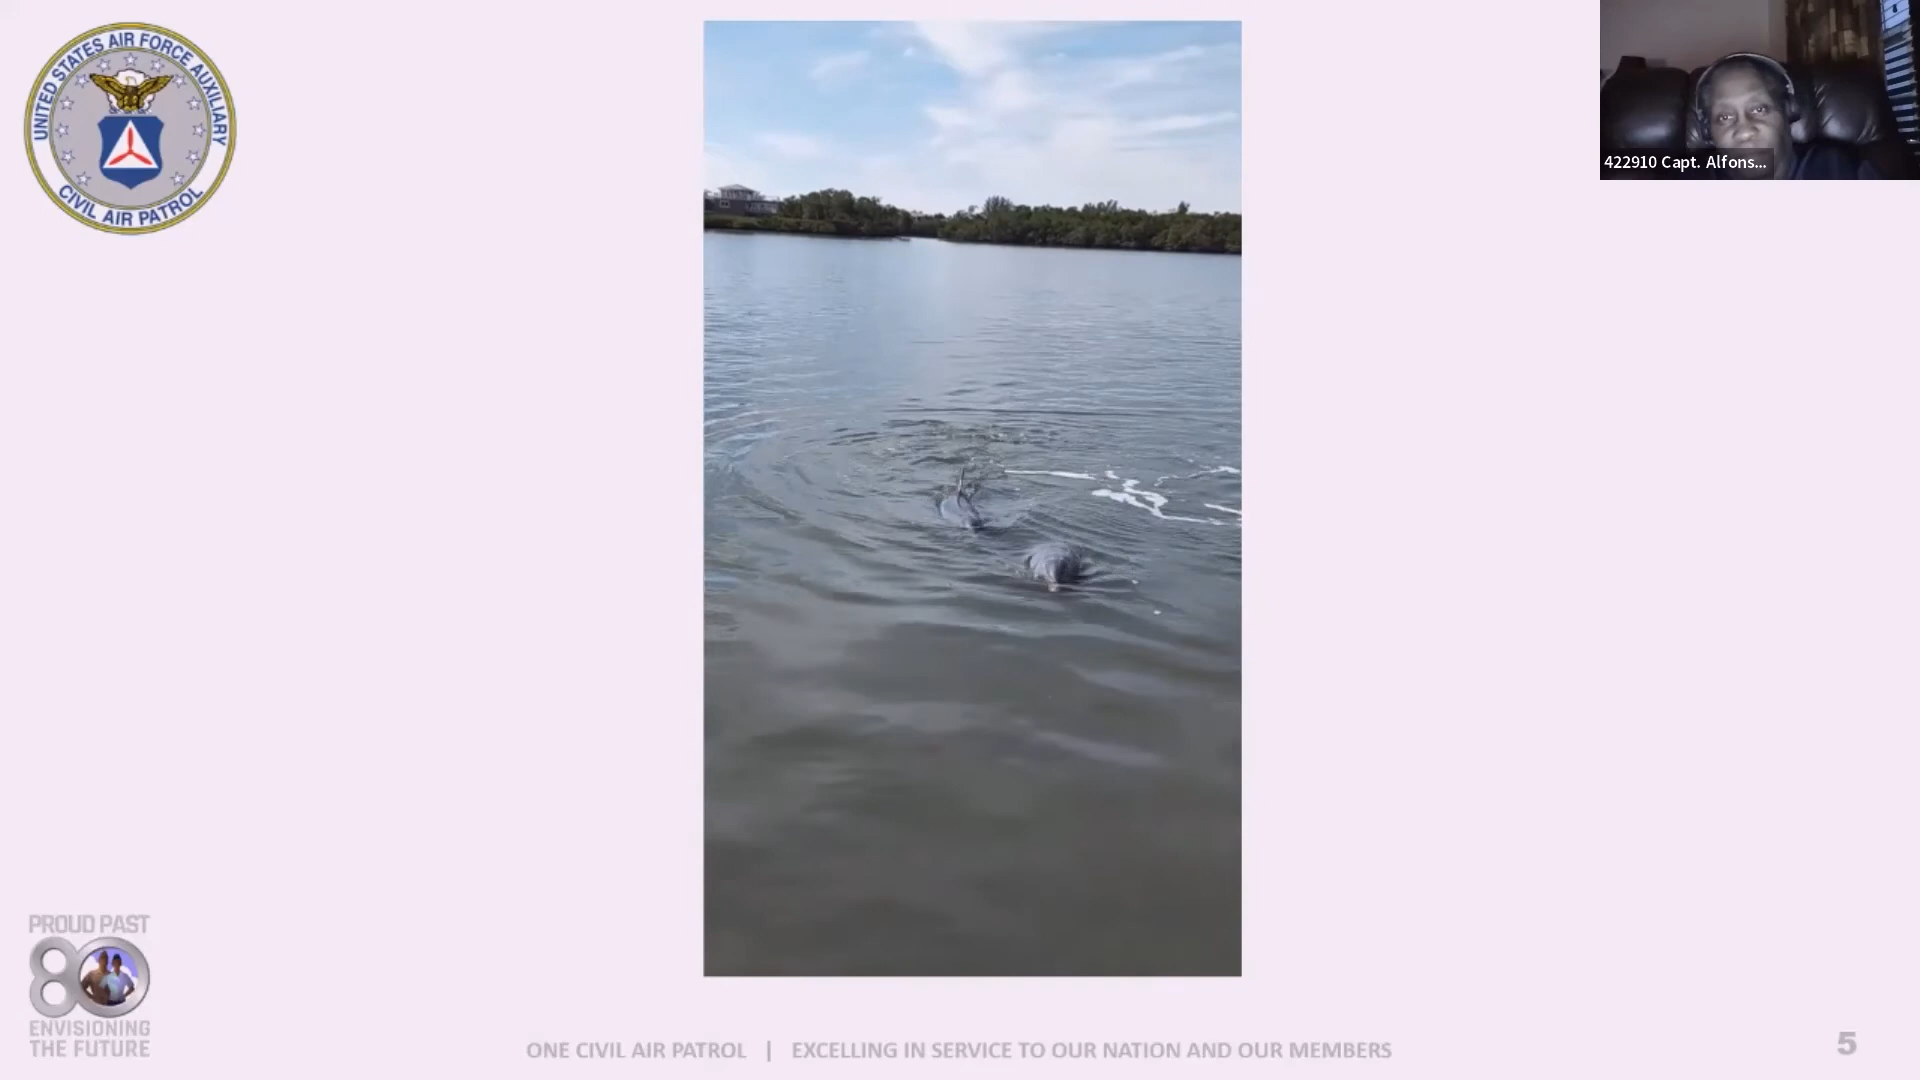 UNITED STATES AIR FORCE AUXILIARY
CIVIL AIR PATROL
422910 Capt. Alfons...
PROUD PAST
80
ENVISIONING
THE FUTURE
ONE CIVIL AIR PATROL | EXCELLING IN SERVICE TO OUR NATION AND OUR MEMBERS
5